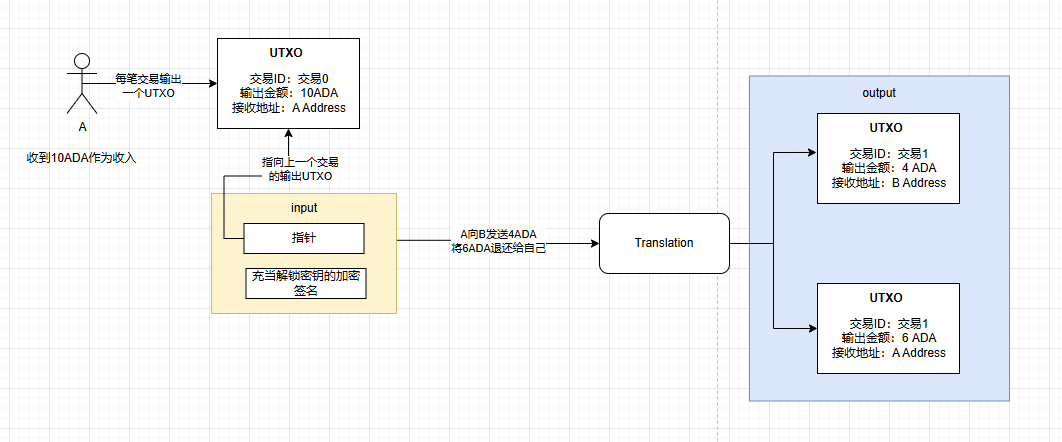 UTXO
交易ID：交易0
输出金额：10ADA
接收地址：A Address
每笔交易输出
一个UTXO
A
收到10ADA作为收入
指向上一个交易
的输出UTXO
input
指针
充当解锁密钥的加密
签名
A向B发送4ADA
将6ADA退还给自己
Translation
output
UTXO
交易ID：交易1
输出金额：4 ADA
接收地址：B Address
UTXO
交易ID：交易1
输出金额：6 ADA
接收地址：A Address